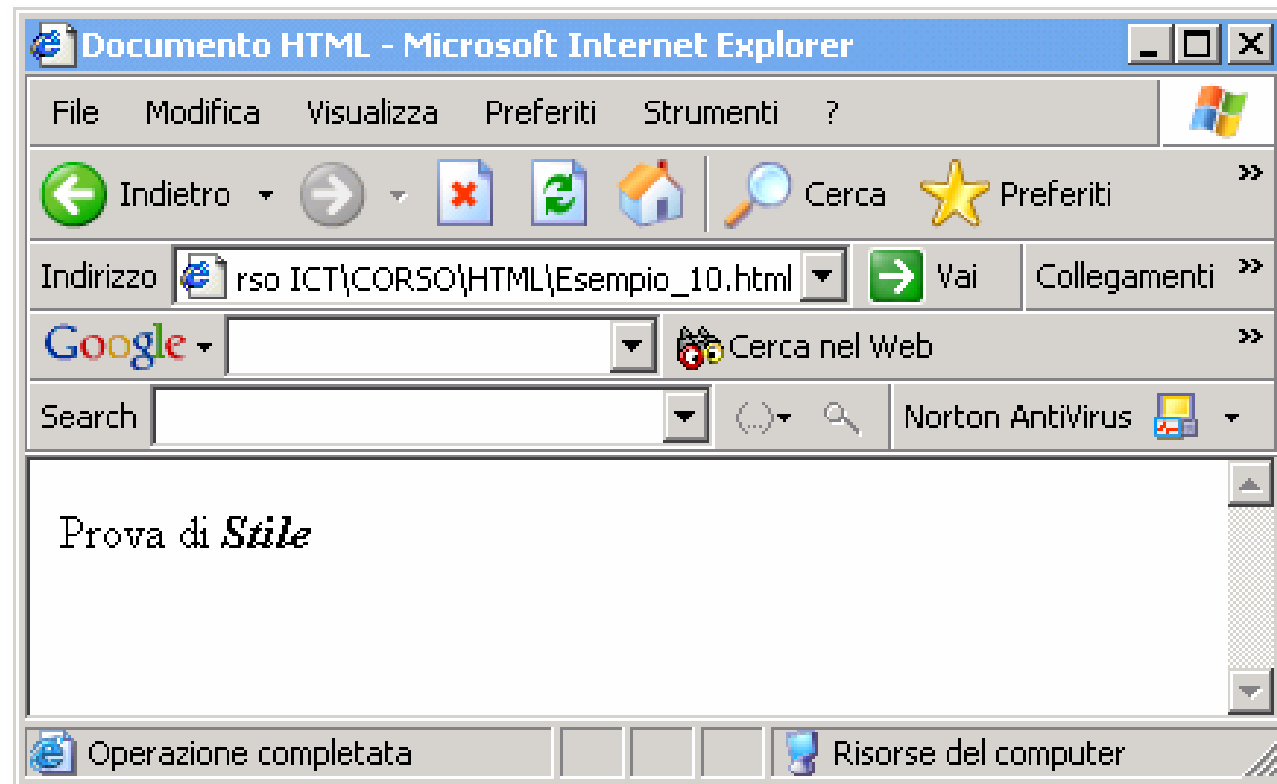 Documento HTML - Microsoft Internet Explorer
File Modifica Visualizza Preferiti Strumenti ?
Indietro Cerca Preferiti »
Indirizzo rso ICT\CORSO\HTML\Esempio_10.html Vai Collegamenti »
Google Cerca nel Web »
Search (...) Norton AntiVirus
Prova di Stile
Operazione completata Risorse del computer